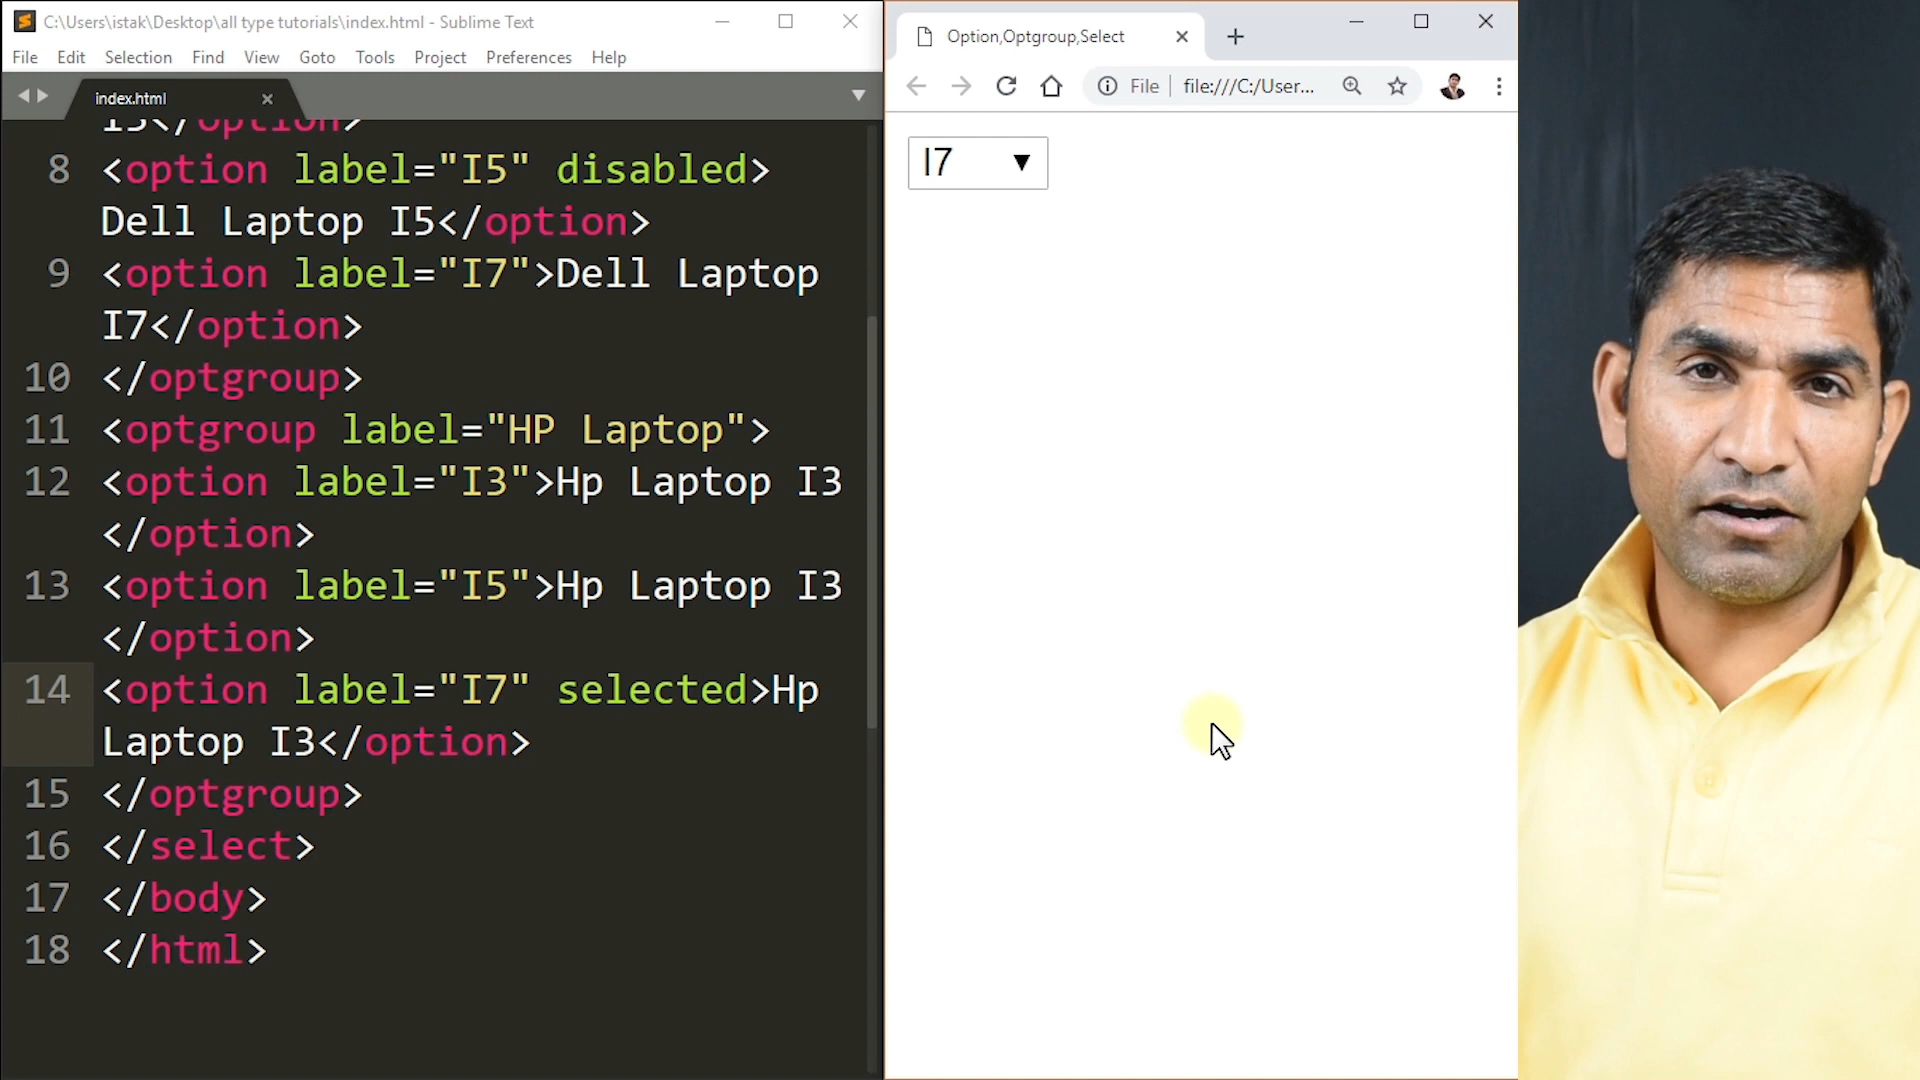 C:\Users\istak\Desktop\all type tutorials\index.html - Sublime Text
File Edit Selection Find View Goto Tools Project Preferences Help
index.html
I3</option>
8 <option label="I5" disabled>
Dell Laptop I5</option>
9 <option label="I7">Dell Laptop
I7</option>
10 </optgroup>
11 <optgroup label="HP Laptop">
12 <option label="I3">Hp Laptop I3
</option>
13 <option label="I5">Hp Laptop I3
</option>
14 <option label="I7" selected>Hp
Laptop I3</option>
15 </optgroup>
16 </select>
17 </body>
18 </html>
Option,Optgroup,Select
File file:///C:/User...
I7